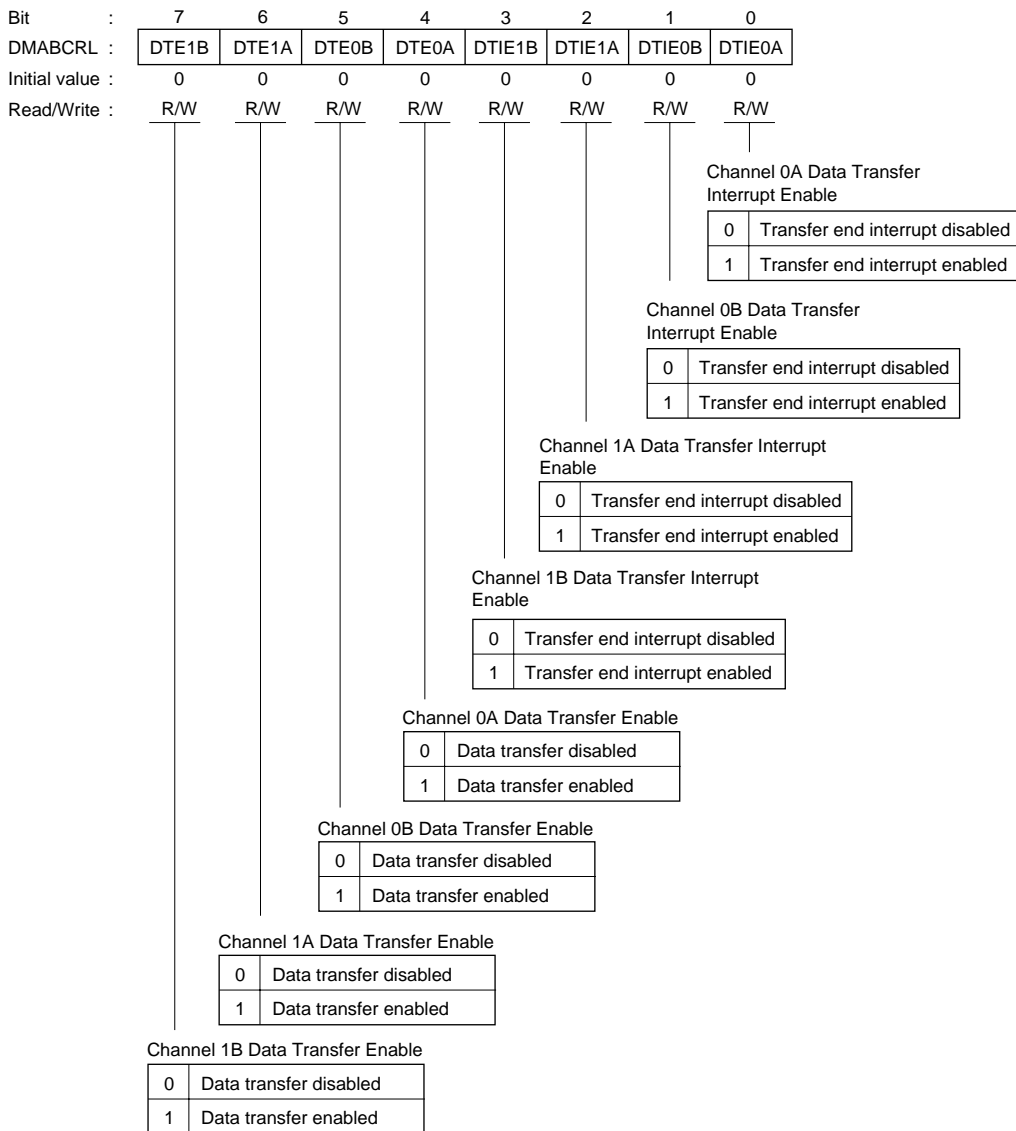 Bit : 7 6 5 4 3 2 1 0
DMABCRL : DTE1B DTE1A DTE0B DTE0A DTIE1B DTIE1A DTIE0B DTIE0A
Initial value : 0 0 0 0 0 0 0 0
Read/Write : R/W R/W R/W R/W R/W R/W R/W R/W
Channel 0A Data Transfer
Interrupt Enable
0 Transfer end interrupt disabled
1 Transfer end interrupt enabled
Channel 0B Data Transfer
Interrupt Enable
0 Transfer end interrupt disabled
1 Transfer end interrupt enabled
Channel 1A Data Transfer Interrupt
Enable
0 Transfer end interrupt disabled
1 Transfer end interrupt enabled
Channel 1B Data Transfer Interrupt
Enable
0 Transfer end interrupt disabled
1 Transfer end interrupt enabled
Channel 0A Data Transfer Enable
0 Data transfer disabled
1 Data transfer enabled
Channel 0B Data Transfer Enable
0 Data transfer disabled
1 Data transfer enabled
Channel 1A Data Transfer Enable
0 Data transfer disabled
1 Data transfer enabled
Channel 1B Data Transfer Enable
0 Data transfer disabled
1 Data transfer enabled